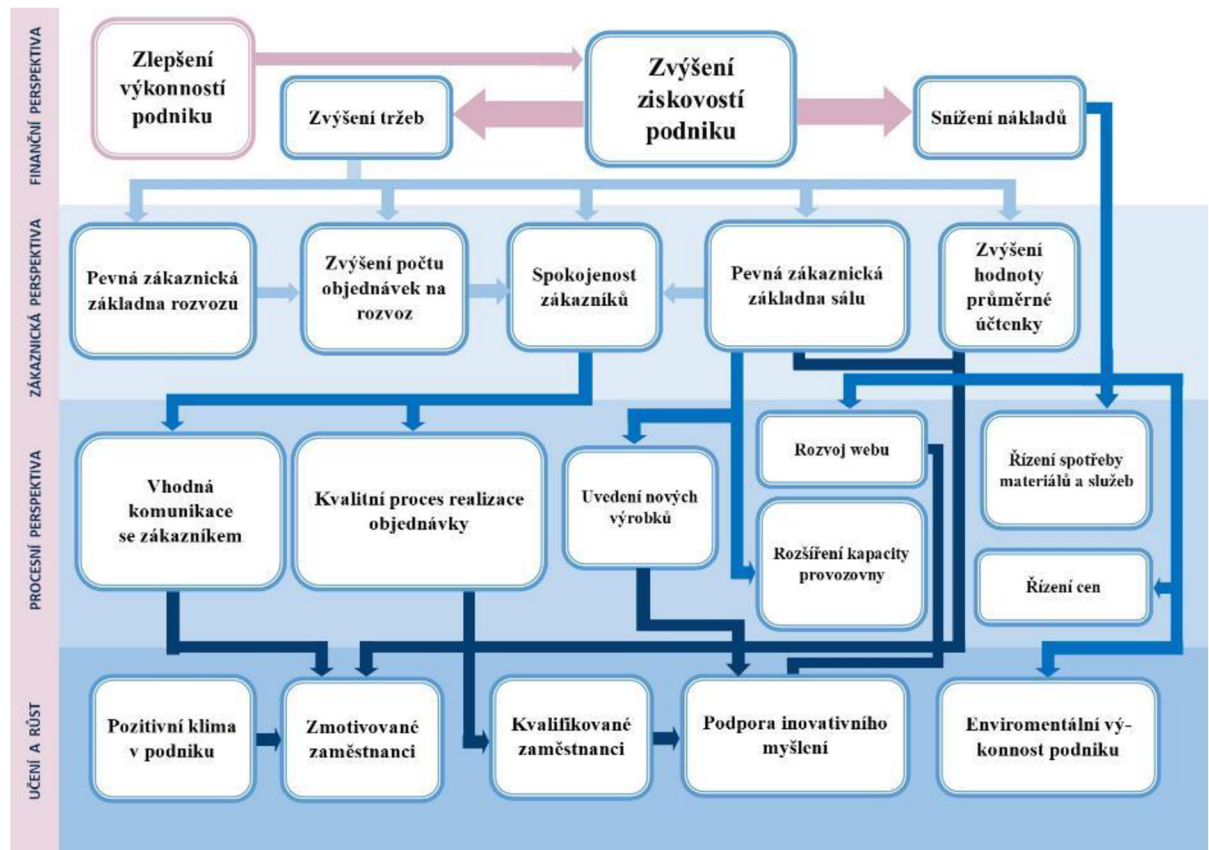 FINANČNÍ PERSPEKTIVA
Zlepšení
výkonností
podniku
Zvýšení tržeb
Zvýšení
ziskovostí
podniku
Snížení nákladů
ZÁKAZNICKÁ PERSPEKTIVA
Pevná zákaznická
základna rozvozu
Zvýšení počtu
objednávek na
rozvoz
Spokojenost
zákazníků
Pevná zákaznická
základna sálu
Zvýšení
hodnoty
průměrné
účtenky
PROCESNÍ PERSPEKTIVA
Vhodná
komunikace
se zákazníkem
Kvalitní proces realizace
objednávky
Uvedení nových
výrobků
Rozvoj webu
Rozšíření kapacity
provozovny
Řízení spotřeby
materiálů a služeb
Řízení cen
UČENÍ A RŮST
Pozitivní klima
v podniku
Zmotivované
zaměstnanci
Kvalifikované
zaměstnanci
Podpora inovativního
myšlení
Enviromentální vý-
konnost podniku